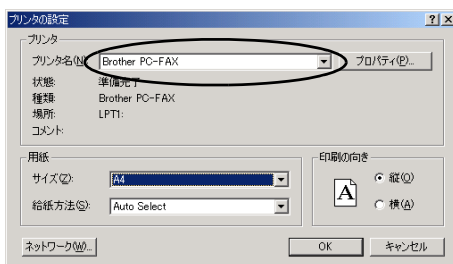 プリンタの設定
プリンタ
プリンタ名(N): Brother PC-FAX プロパティ(P)...
状態: 準備完了
種類: Brother PC-FAX
場所: LPT1:
コメント:
用紙
サイズ(Z): A4
給紙方法(S): Auto Select
印刷の向き
A
縦(O)
横(A)
ネットワーク(W)... OK キャンセル